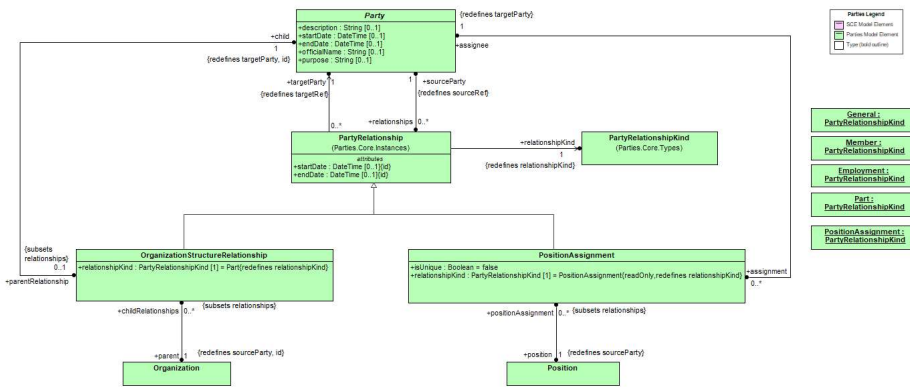 Party
+description : String [0..1]
+startDate : DateTime [0..1]
+endDate : DateTime [0..1]
+officialName : String [0..1]
+purpose : String [0..1]
{redefines targetParty}
1
+assignee
+child
1
{redefines targetParty, id}
Parties Legend
SCE Model Element
Parties Model Element
Type (bold outline)
+targetParty 1
{redefines targetRef}
1 +sourceParty
{redefines sourceRef}
+relationships
0..*
0..*
PartyRelationship
(Parties.Core.Instances)
attributes
+startDate : DateTime [0..1]{id}
+endDate : DateTime [0..1]{id}
+relationshipKind
1
{redefines relationshipKind}
PartyRelationshipKind
(Parties.Core.Types)
General :
PartyRelationshipKind
Member :
PartyRelationshipKind
Employment :
PartyRelationshipKind
Part :
PartyRelationshipKind
PositionAssignment :
PartyRelationshipKind
{subsets
relationships}
0..1
+parentRelationship
OrganizationStructureRelationship
+relationshipKind : PartyRelationshipKind [1] = Part{redefines relationshipKind}
PositionAssignment
+isUnique : Boolean = false
+relationshipKind : PartyRelationshipKind [1] = PositionAssignment{readOnly,redefines relationshipKind}
+assignment
0..*
+childRelationships
0..*
{subsets relationships}
+positionAssignment
0..*
{subsets relationships}
+parent 1
{redefines sourceParty, id}
Organization
+position 1
{redefines sourceParty}
Position